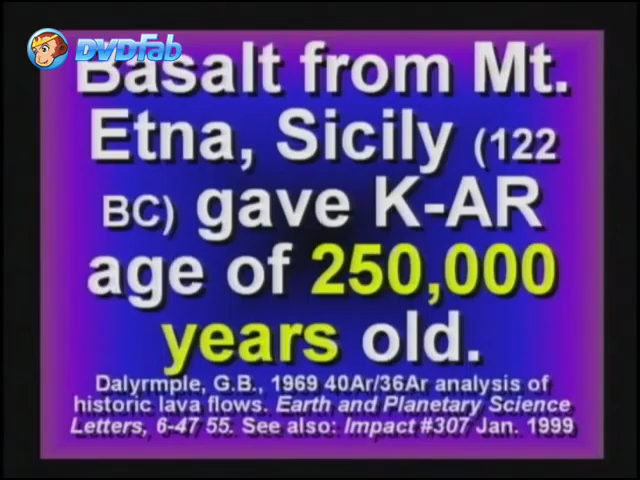 DVDFab
Basalt from Mt.
Etna, Sicily (122
BC) gave K-AR
age of 250,000
years old.
Dalyrmple, G.B., 1969 40Ar/36Ar analysis of
historic lava flows. Earth and Planetary Science
Letters, 6-47 55. See also: Impact #307 Jan. 1999